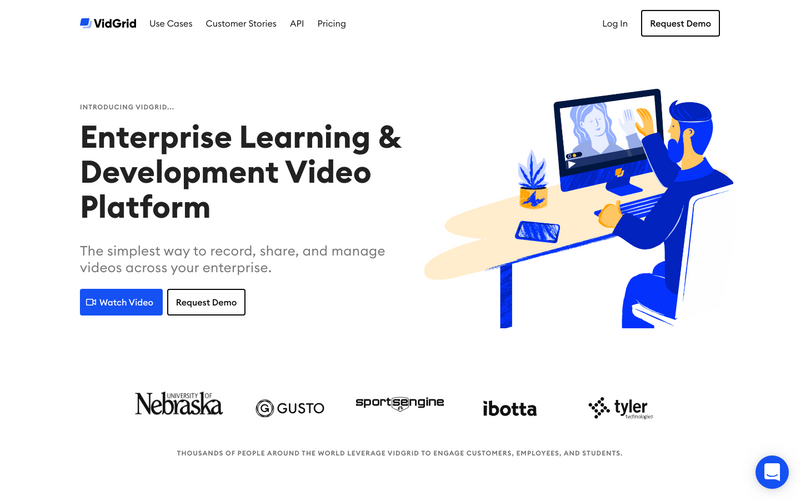 VidGrid Use Cases Customer Stories API Pricing Log In Request Demo
INTRODUCING VIDGRID...
Enterprise Learning &
Development Video
Platform
The simplest way to record, share, and manage
videos across your enterprise.
Watch Video Request Demo
UNIVERSITY OF
Nebraska
G GUSTO
sportsengine
ibotta
tyler
technologies
THOUSANDS OF PEOPLE AROUND THE WORLD LEVERAGE VIDGRID TO ENGAGE CUSTOMERS, EMPLOYEES, AND STUDENTS.